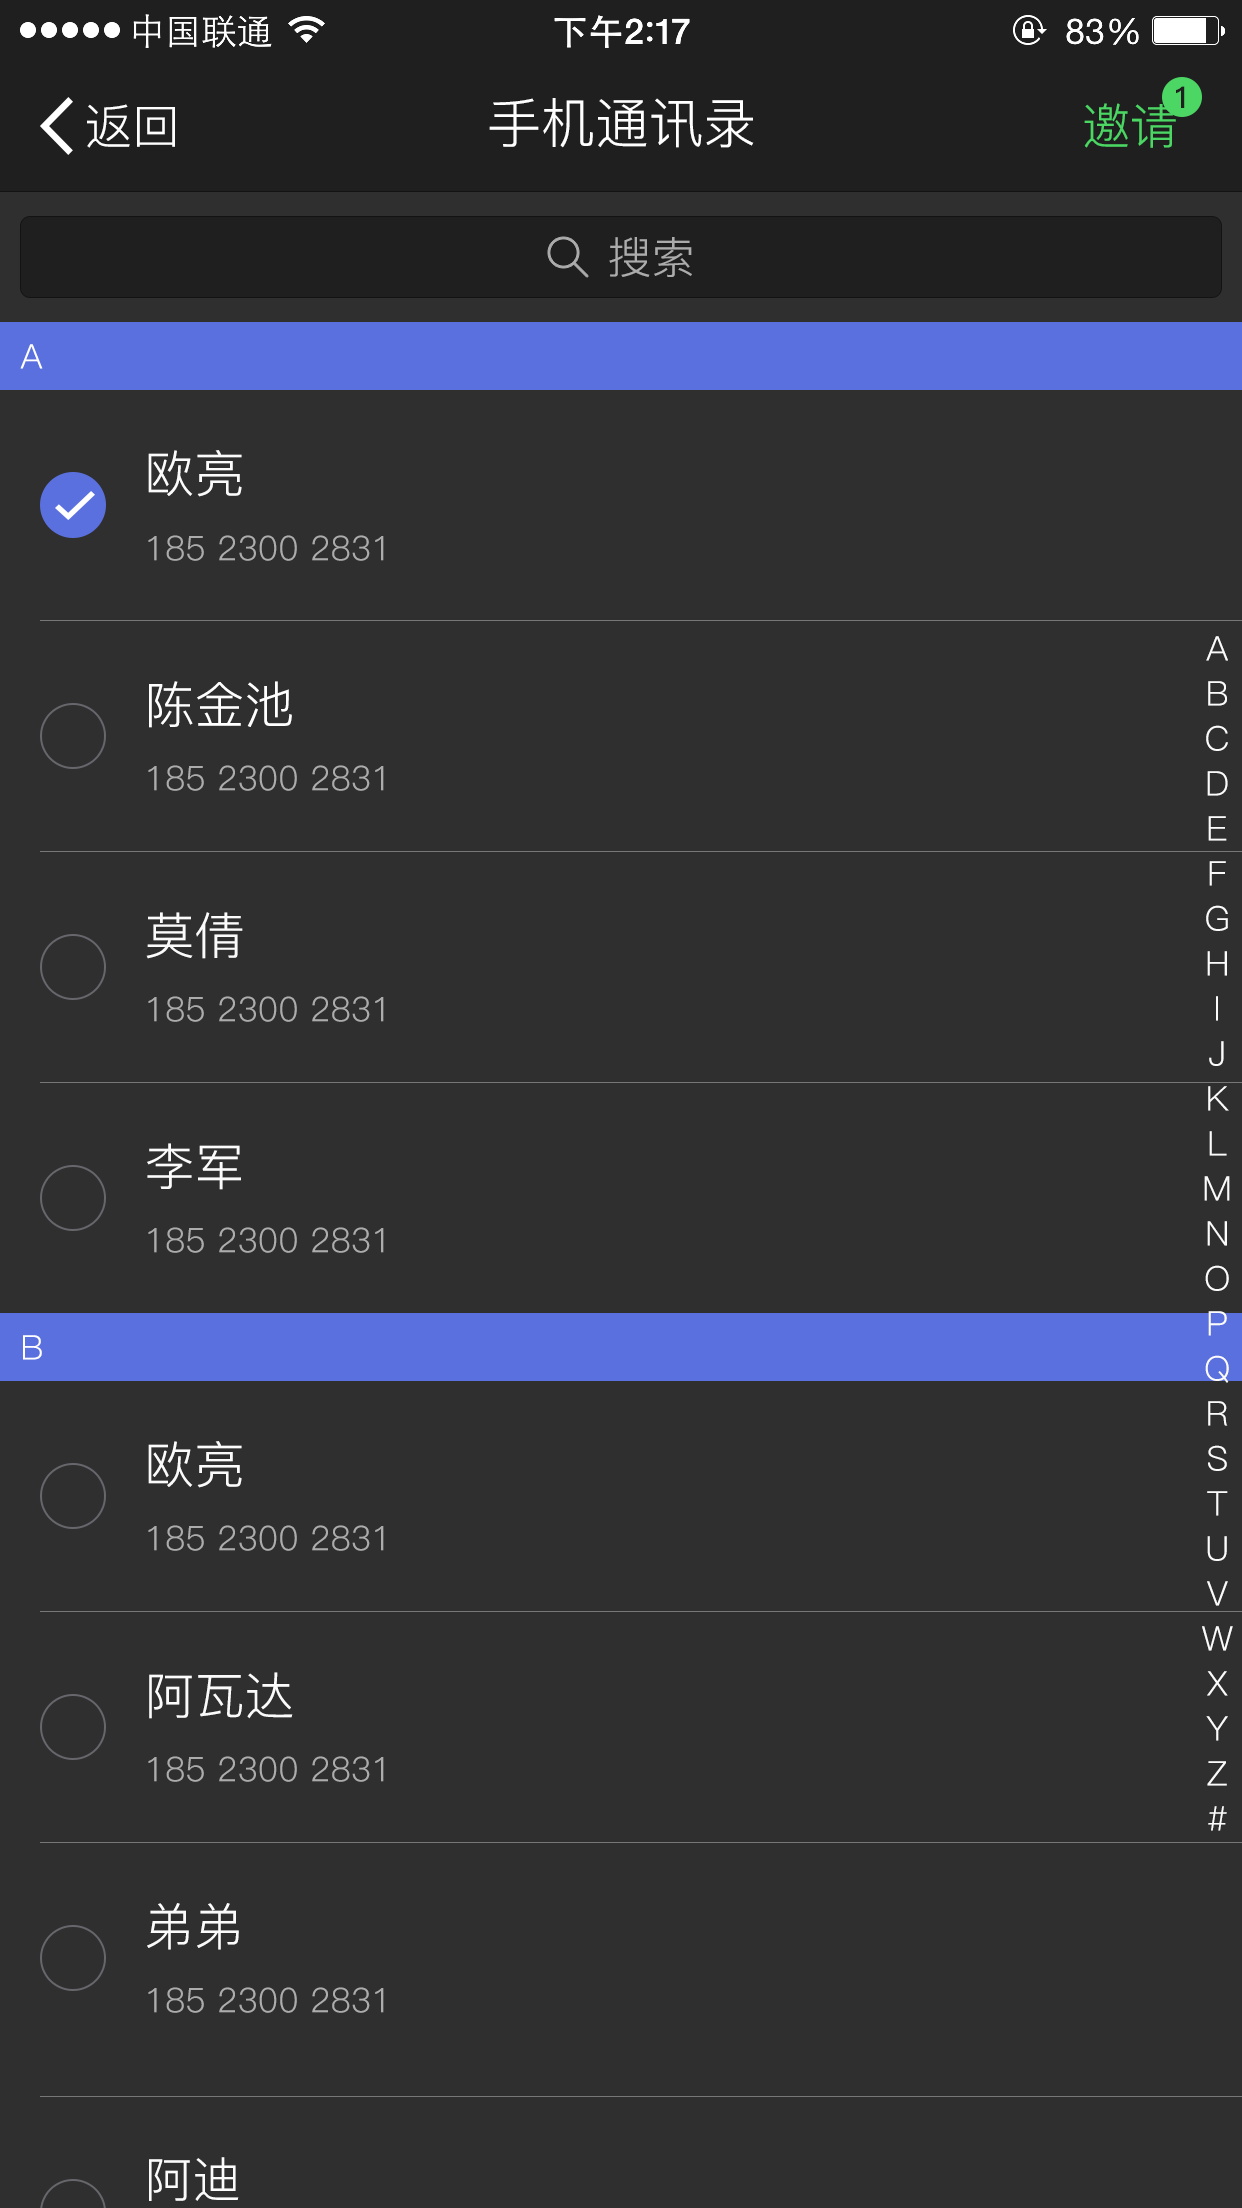 中国联通 下午2:17 83%
返回 手机通讯录 邀请 1
搜索
A
欧亮
185 2300 2831
陈金池
185 2300 2831
莫倩
185 2300 2831
李军
185 2300 2831
B
欧亮
185 2300 2831
阿瓦达
185 2300 2831
弟弟
185 2300 2831
阿迪
A
B
C
D
E
F
G
H
I
J
K
L
M
N
O
P
Q
R
S
T
U
V
W
X
Y
Z
#